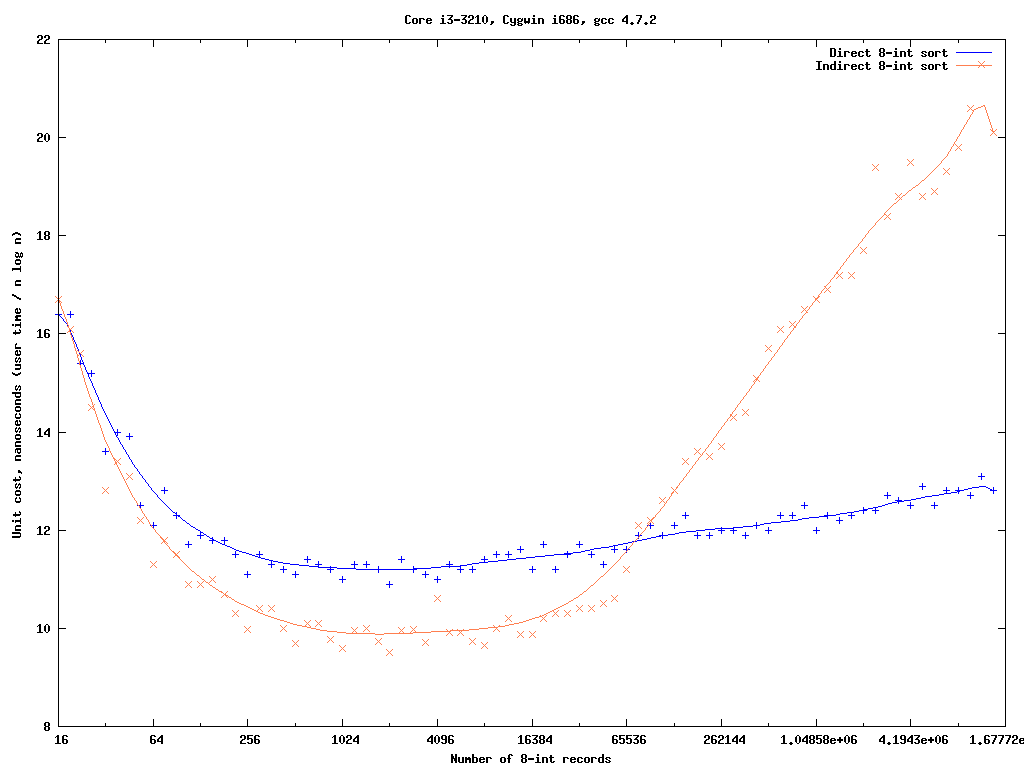 Core i3-3210, Cygwin i686, gcc 4.7.2
Direct 8-int sort
Indirect 8-int sort
Unit cost, nanoseconds (user time / n log n)
22
20
18
16
14
12
10
8
16 64 256 1024 4096 16384 65536 262144 1.04858e+06 4.1943e+06 1.67772e
Number of 8-int records